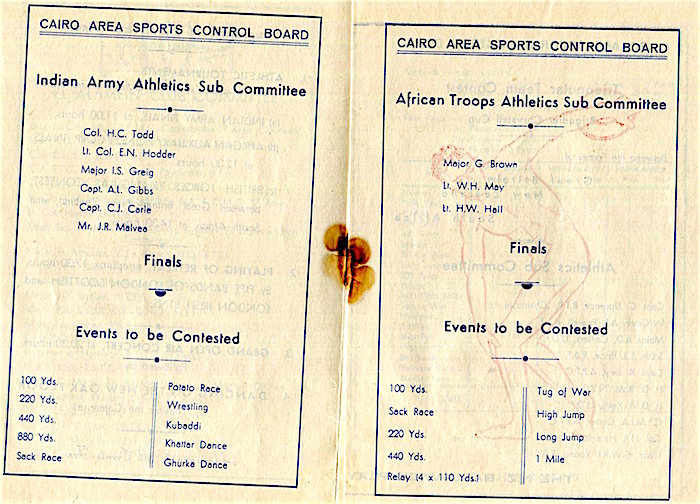 CAIRO AREA SPORTS CONTROL BOARD
Indian Army Athletics Sub Committee
Col. H.C. Todd
Lt. Col. E.N. Hodder
Major I.S. Greig
Capt. A.L. Gibbs
Capt. C.J. Carle
Mr. J.R. Malvea
Finals
Events to be Contested
100 Yds.
220 Yds.
440 Yds.
880 Yds.
Sack Race
Potato Race
Wrestling
Kubaddi
Khattar Dance
Ghurka Dance
CAIRO AREA SPORTS CONTROL BOARD
African Troops Athletics Sub Committee
Major G. Brown
Lt. W.H. May
Lt. H.W. Hall
Finals
Events to be Contested
100 Yds.
Sack Race
220 Yds.
440 Yds.
Relay (4 x 110 Yds.)
Tug of War
High Jump
Long Jump
1 Mile